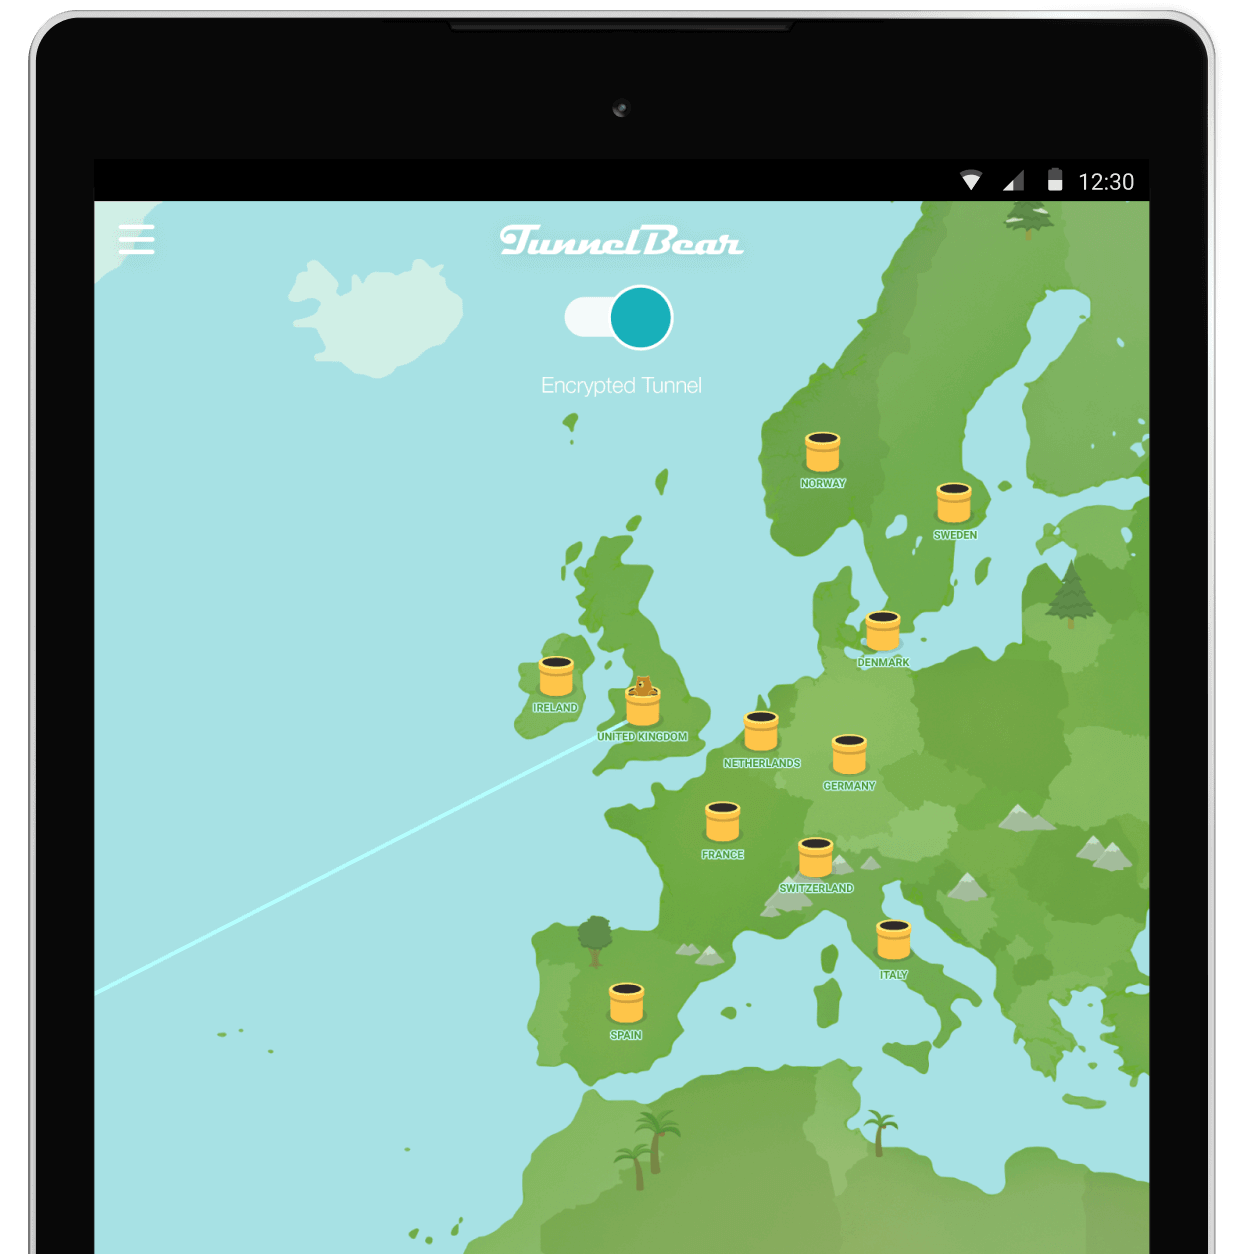 12:30
TunnelBear
Encrypted Tunnel
NORWAY
SWEDEN
DENMARK
IRELAND
UNITED KINGDOM
NETHERLANDS
GERMANY
FRANCE
SWITZERLAND
ITALY
SPAIN